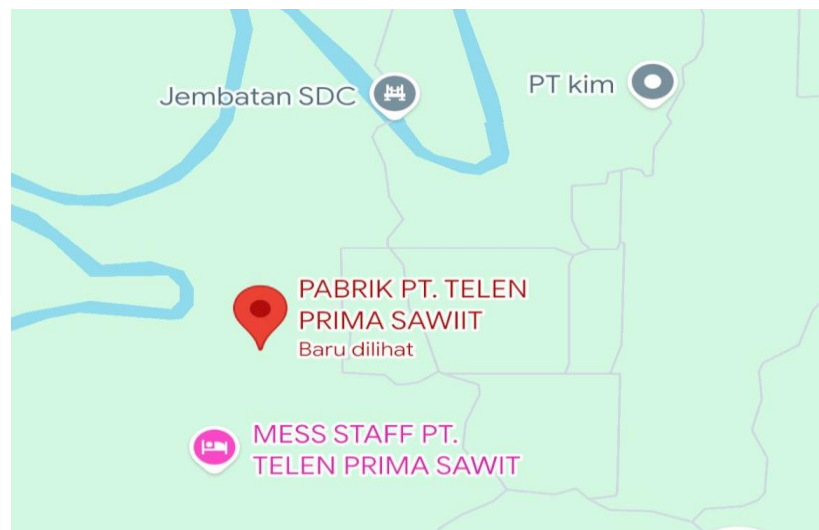 Jembatan SDC
PT kim
PABRIK PT. TELEN
PRIMA SAWIIT
Baru dilihat
MESS STAFF PT.
TELEN PRIMA SAWIT